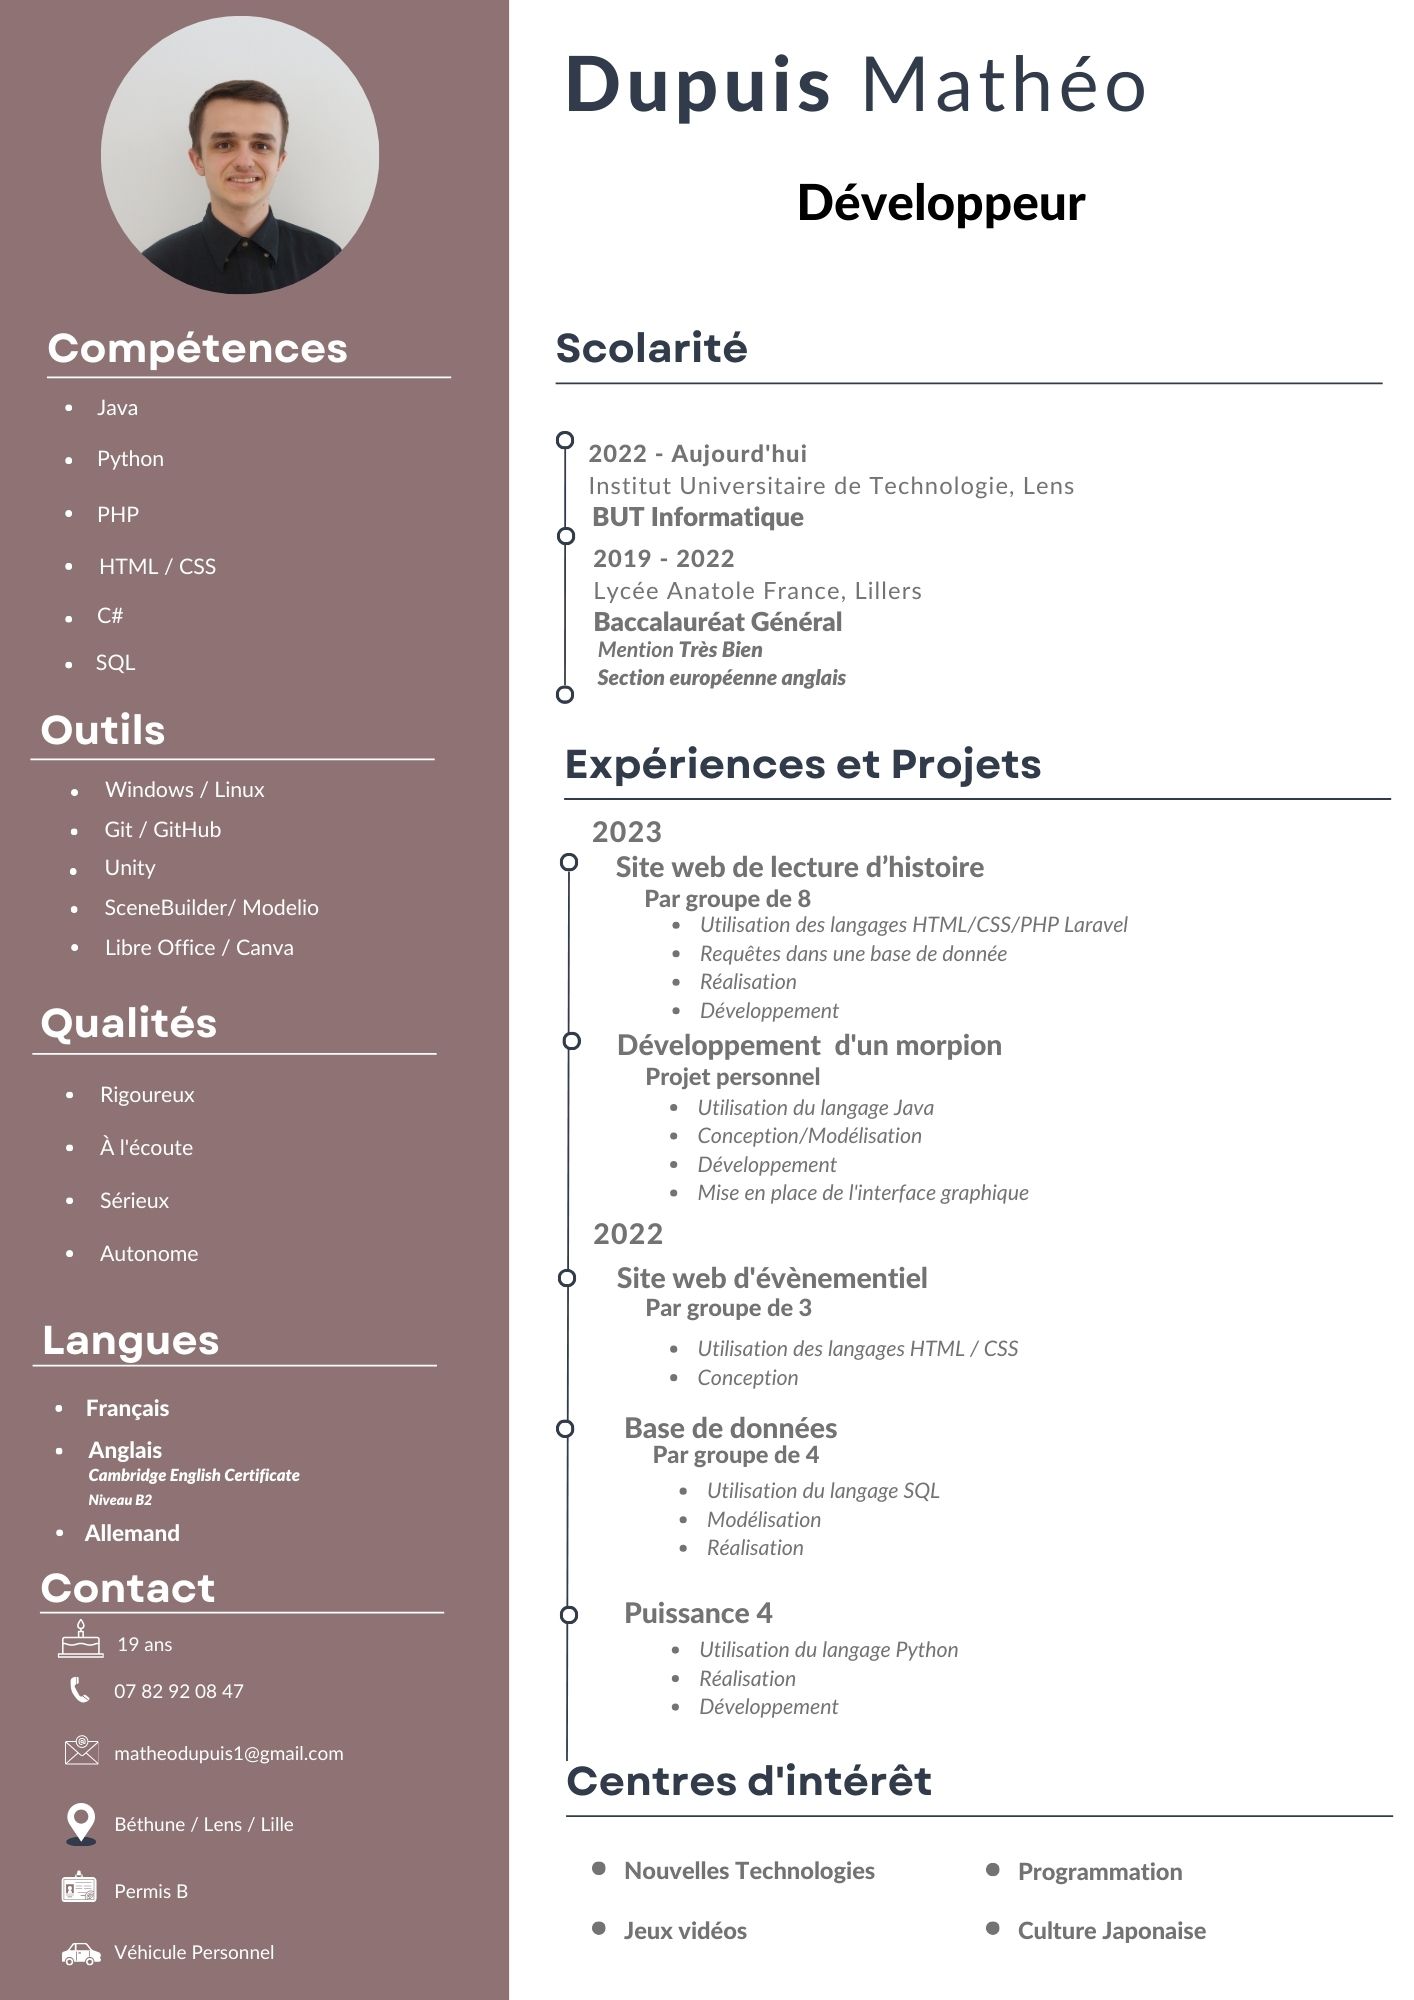 Dupuis Mathéo
Développeur
Compétences
Java
Python
PHP
HTML / CSS
C#
SQL
Outils
Windows / Linux
Git / GitHub
Unity
SceneBuilder/ Modelio
Libre Office / Canva
Qualités
Rigoureux
À l'écoute
Sérieux
Autonome
Langues
Français
Anglais
Cambridge English Certificate
Niveau B2
Allemand
Contact
19 ans
07 82 92 08 47
matheodupuis1@gmail.com
Béthune / Lens / Lille
Permis B
Véhicule Personnel
Scolarité
2022 - Aujourd'hui
Institut Universitaire de Technologie, Lens
BUT Informatique
2019 - 2022
Lycée Anatole France, Lillers
Baccalauréat Général
Mention Très Bien
Section européenne anglais
Expériences et Projets
2023
Site web de lecture d’histoire
Par groupe de 8
Utilisation des langages HTML/CSS/PHP Laravel
Requêtes dans une base de donnée
Réalisation
Développement
Développement d'un morpion
Projet personnel
Utilisation du langage Java
Conception/Modélisation
Développement
Mise en place de l'interface graphique
2022
Site web d'évènementiel
Par groupe de 3
Utilisation des langages HTML / CSS
Conception
Base de données
Par groupe de 4
Utilisation du langage SQL
Modélisation
Réalisation
Puissance 4
Utilisation du langage Python
Réalisation
Développement
Centres d'intérêt
Nouvelles Technologies
Programmation
Jeux vidéos
Culture Japonaise